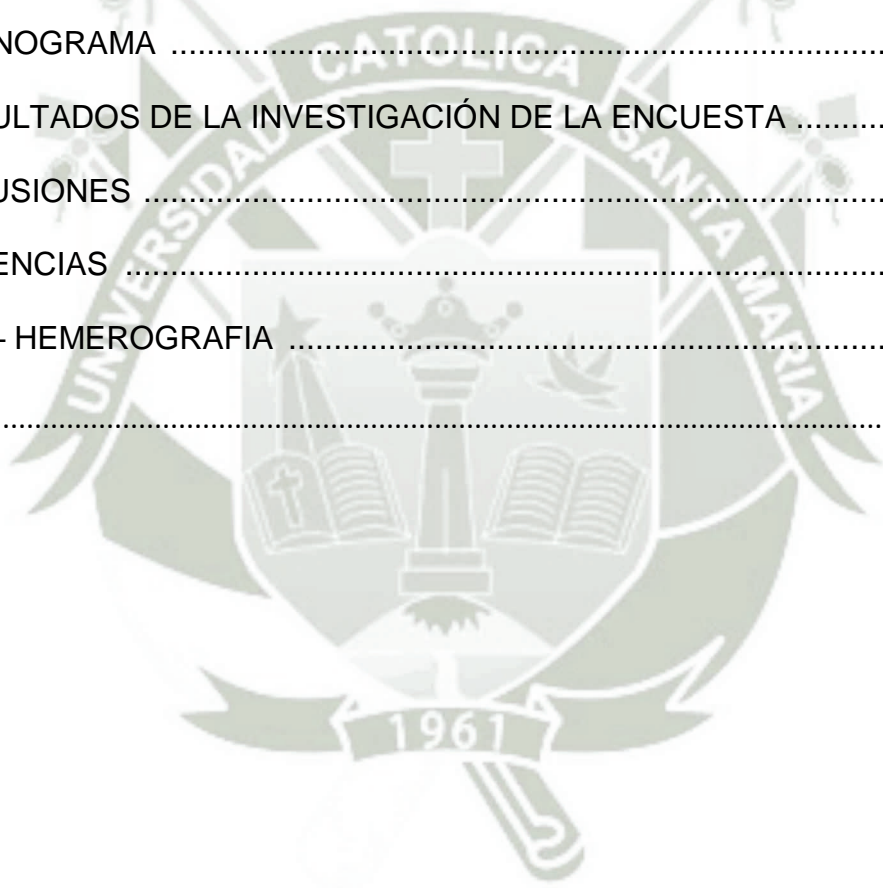 NOGRAMA ................................................................................
ULTADOS DE LA INVESTIGACIÓN DE LA ENCUESTA ..........
USIONES ...................................................................................
ENCIAS .....................................................................................
- HEMEROGRAFIA ...................................................................
....................................................................................................
UNIVERSIDAD CATOLICA SANTA MARIA
1961